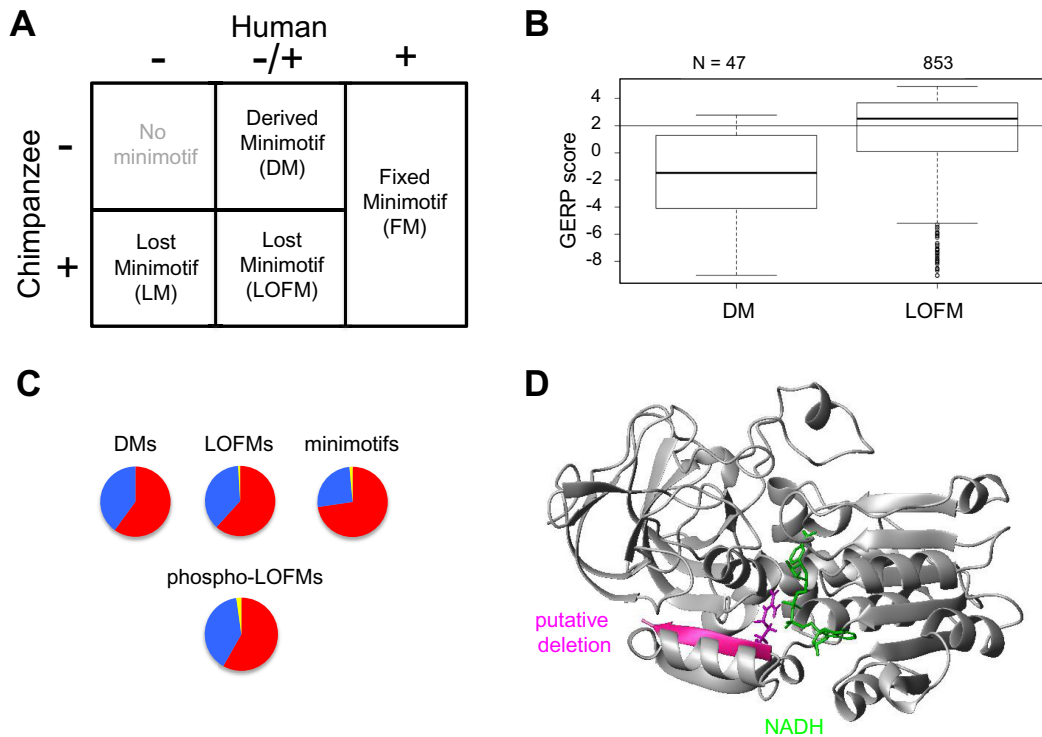 A
Human
- -/+ +
Chimpanzee
-
+
No
minimotif
Derived
Minimotif
(DM)
Fixed
Minimotif
(FM)
Lost
Minimotif
(LM)
Lost
Minimotif
(LOFM)
B
N = 47 853
GERP score
4
2
0
-2
-4
-6
-8
DM LOFM
C
DMs LOFMs minimotifs
phospho-LOFMs
D
putative
deletion
NADH